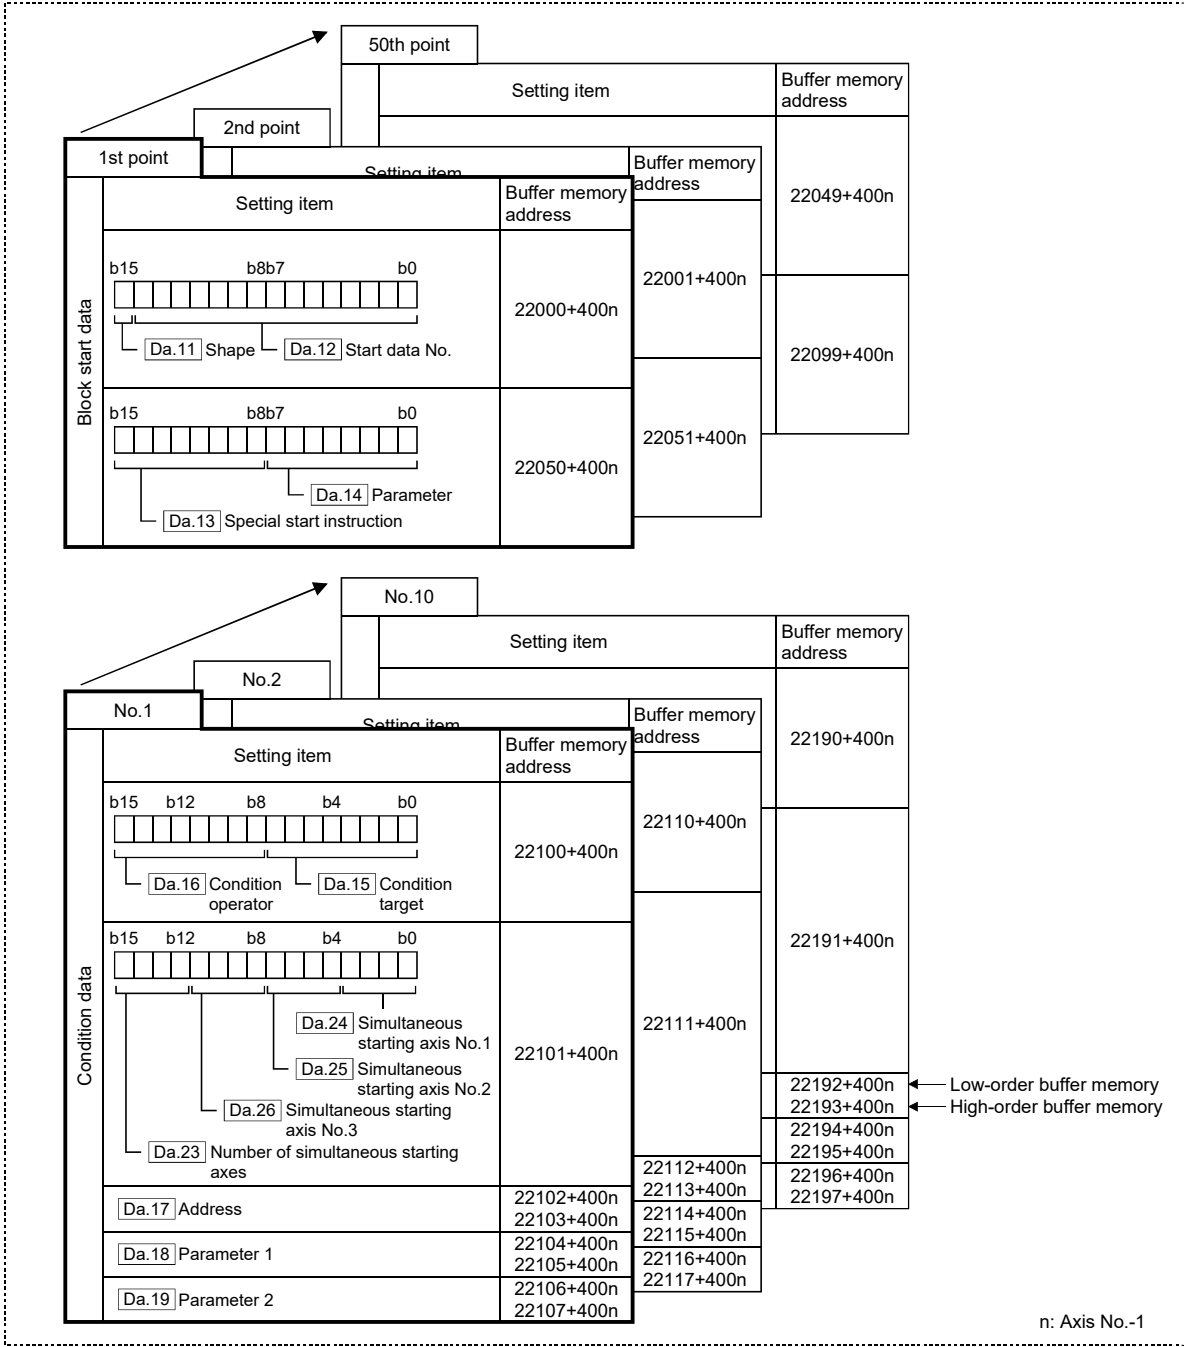 50th point
Setting item
Buffer memory
address
22049+400n
22099+400n
2nd point
Setting item
Buffer memory
address
22001+400n
22051+400n
1st point
Block start data
Setting item
Buffer memory
address
b15 b8b7 b0
Da.11 Shape Da.12 Start data No.
22000+400n
b15 b8b7 b0
Da.14 Parameter
Da.13 Special start instruction
22050+400n
No.10
Setting item
Buffer memory
address
22190+400n
22191+400n
22192+400n
22193+400n
22194+400n
22195+400n
22196+400n
22197+400n
Low-order buffer memory
High-order buffer memory
No.2
Setting item
Buffer memory
address
22110+400n
22111+400n
22112+400n
22113+400n
22114+400n
22115+400n
22116+400n
22117+400n
No.1
Condition data
Setting item
Buffer memory
address
b15 b12 b8 b4 b0
Da.16 Condition
operator
Da.15 Condition
target
22100+400n
b15 b12 b8 b4 b0
Da.24 Simultaneous
starting axis No.1
Da.25 Simultaneous
starting axis No.2
Da.26 Simultaneous starting
axis No.3
Da.23 Number of simultaneous starting
axes
22101+400n
Da.17 Address
22102+400n
22103+400n
Da.18 Parameter 1
22104+400n
22105+400n
Da.19 Parameter 2
22106+400n
22107+400n
n: Axis No.-1